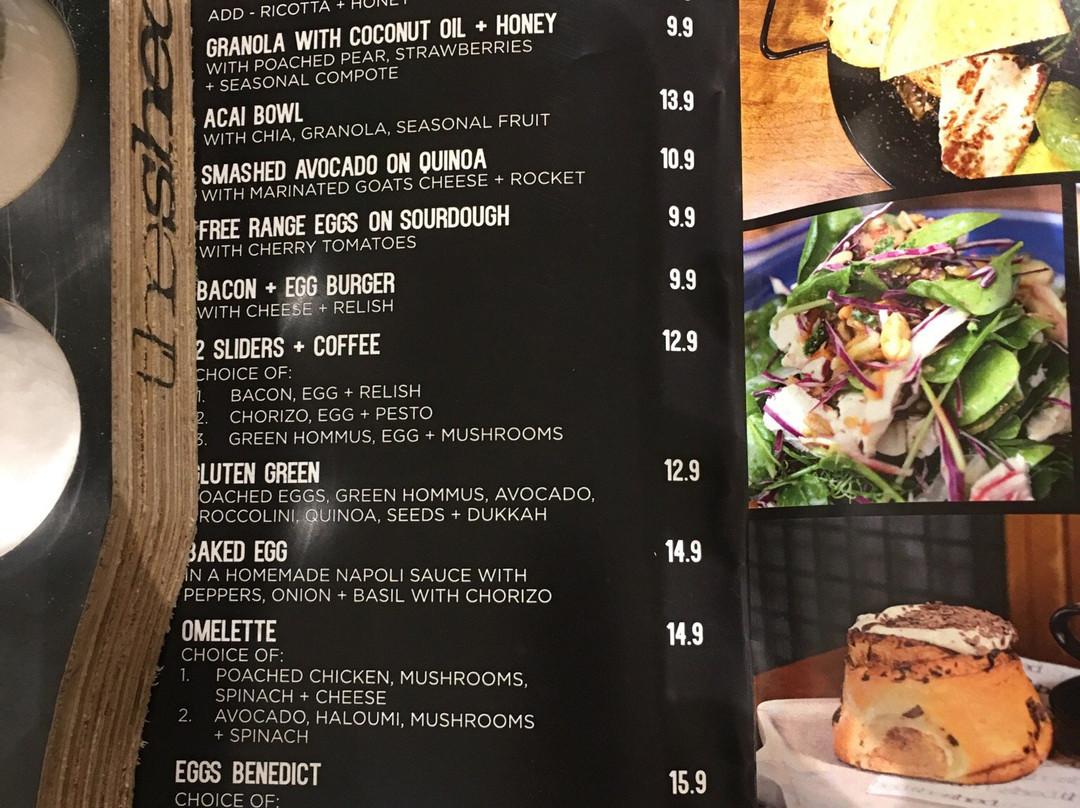 ADD - RICOTTA + HONEY
GRANOLA WITH COCONUT OIL + HONEY 9.9
WITH POACHED PEAR, STRAWBERRIES
+ SEASONAL COMPOTE
ACAI BOWL 13.9
WITH CHIA, GRANOLA, SEASONAL FRUIT
SMASHED AVOCADO ON QUINOA 10.9
WITH MARINATED GOATS CHEESE + ROCKET
FREE RANGE EGGS ON SOURDOUGH 9.9
WITH CHERRY TOMATOES
BACON + EGG BURGER 9.9
WITH CHEESE + RELISH
2 SLIDERS + COFFEE 12.9
CHOICE OF:
1. BACON, EGG + RELISH
2. CHORIZO, EGG + PESTO
3. GREEN HOMMUS, EGG + MUSHROOMS
GLUTEN GREEN 12.9
OACHED EGGS, GREEN HOMMUS, AVOCADO,
ROCCOLINI, QUINOA, SEEDS + DUKKAH
BAKED EGG 14.9
IN A HOMEMADE NAPOLI SAUCE WITH
PEPPERS, ONION + BASIL WITH CHORIZO
OMELETTE 14.9
CHOICE OF:
1. POACHED CHICKEN, MUSHROOMS,
SPINACH + CHEESE
2. AVOCADO, HALOUMI, MUSHROOMS
+ SPINACH
EGGS BENEDICT 15.9
CHOICE OF: